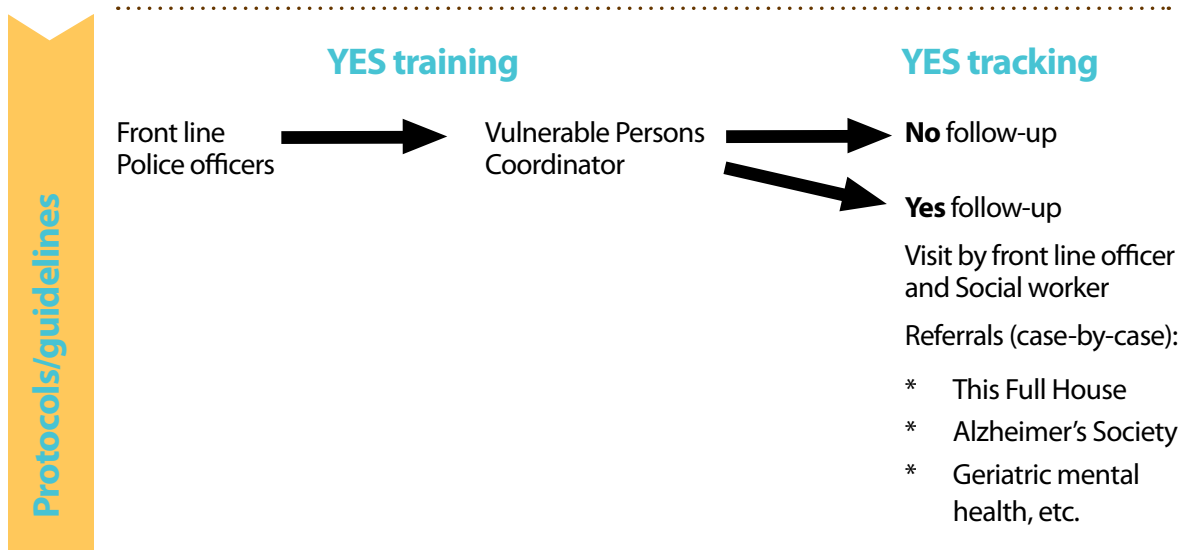 YES training
YES tracking
Front line
Police officers
Vulnerable Persons
Coordinator
No follow-up
Yes follow-up
Visit by front line officer
and Social worker
Referrals (case-by-case):
* This Full House
* Alzheimer's Society
* Geriatric mental
health, etc.
Protocols/guidelines